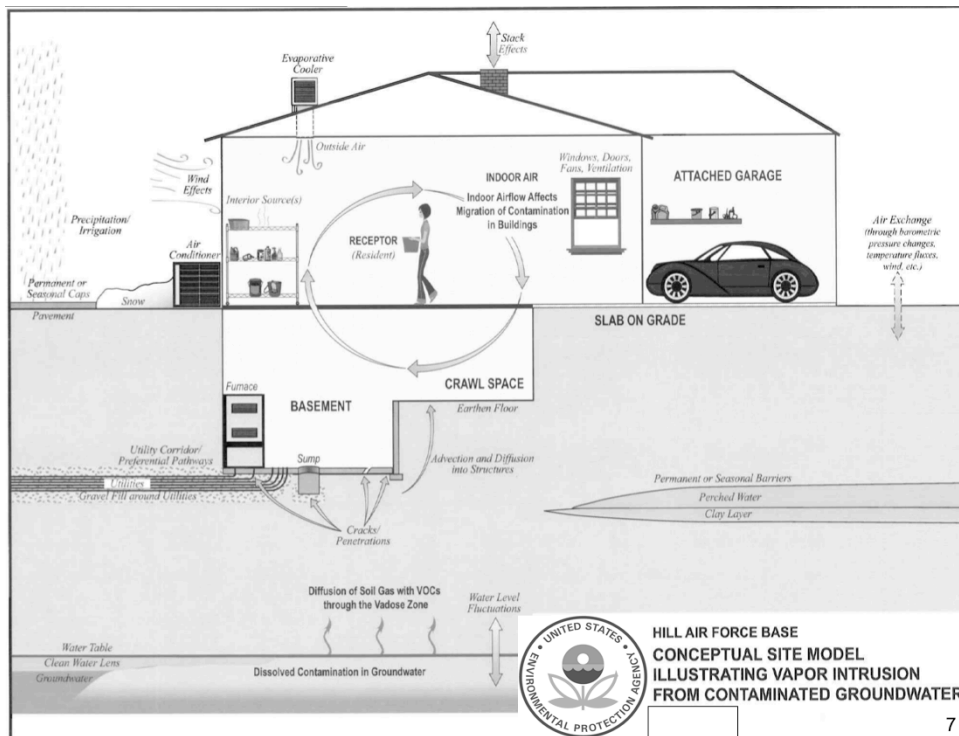 Stack
Effects
Evaporative
Cooler
Outside Air
Wind
Effects
Precipitation/
Irrigation
Air
Conditioner
Permanent or
Seasonal Caps
Snow
Pavement
Interior Source(s)
INDOOR AIR
Indoor Airflow Affects
Migration of Contamination
in Buildings
RECEPTOR
(Resident)
Windows, Doors,
Fans, Ventilation
ATTACHED GARAGE
Air Exchange
(through barometric
pressure changes,
temperature fluxes,
wind, etc.)
SLAB ON GRADE
Furnace
BASEMENT
CRAWL SPACE
Earthen Floor
Utility Corridor/
Preferential Pathways
Sump
Advection and Diffusion
into Structures
Utilities
Gravel Fill around Utilities
Cracks/
Penetrations
Permanent or Seasonal Barriers
Perched Water
Clay Layer
Diffusion of Soil Gas with VOCs
through the Vadose Zone
Water Level
Fluctuations
Water Table
Clean Water Lens
Groundwater
Dissolved Contamination in Groundwater
UNITED STATES
ENVIRONMENTAL PROTECTION AGENCY
HILL AIR FORCE BASE
CONCEPTUAL SITE MODEL
ILLUSTRATING VAPOR INTRUSION
FROM CONTAMINATED GROUNDWATER
7